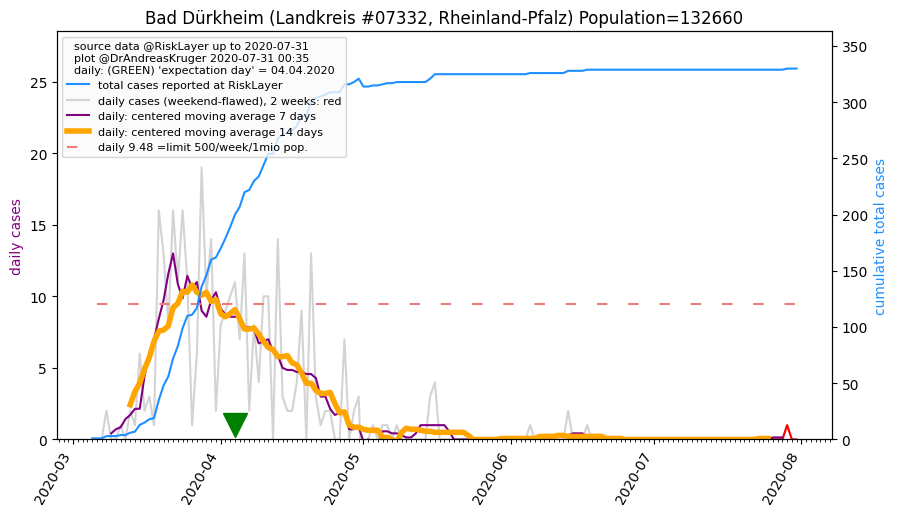 Bad Dürkheim (Landkreis #07332, Rheinland-Pfalz) Population=132660
source data @RiskLayer up to 2020-07-31
plot @DrAndreasKruger 2020-07-31 00:35
daily: (GREEN) 'expectation day' = 04.04.2020
total cases reported at RiskLayer
daily cases (weekend-flawed), 2 weeks: red
daily: centered moving average 7 days
daily: centered moving average 14 days
daily 9.48 =limit 500/week/1mio pop.
daily cases
25
20
15
10
5
0
cumulative total cases
350
300
250
200
150
100
50
0
2020-03
2020-04
2020-05
2020-06
2020-07
2020-08